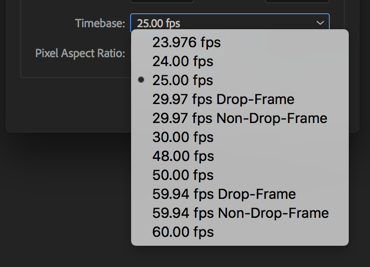 Timebase: 25.00 fps
Pixel Aspect Ratio:
23.976 fps
24.00 fps
25.00 fps
29.97 fps Drop-Frame
29.97 fps Non-Drop-Frame
30.00 fps
48.00 fps
50.00 fps
59.94 fps Drop-Frame
59.94 fps Non-Drop-Frame
60.00 fps